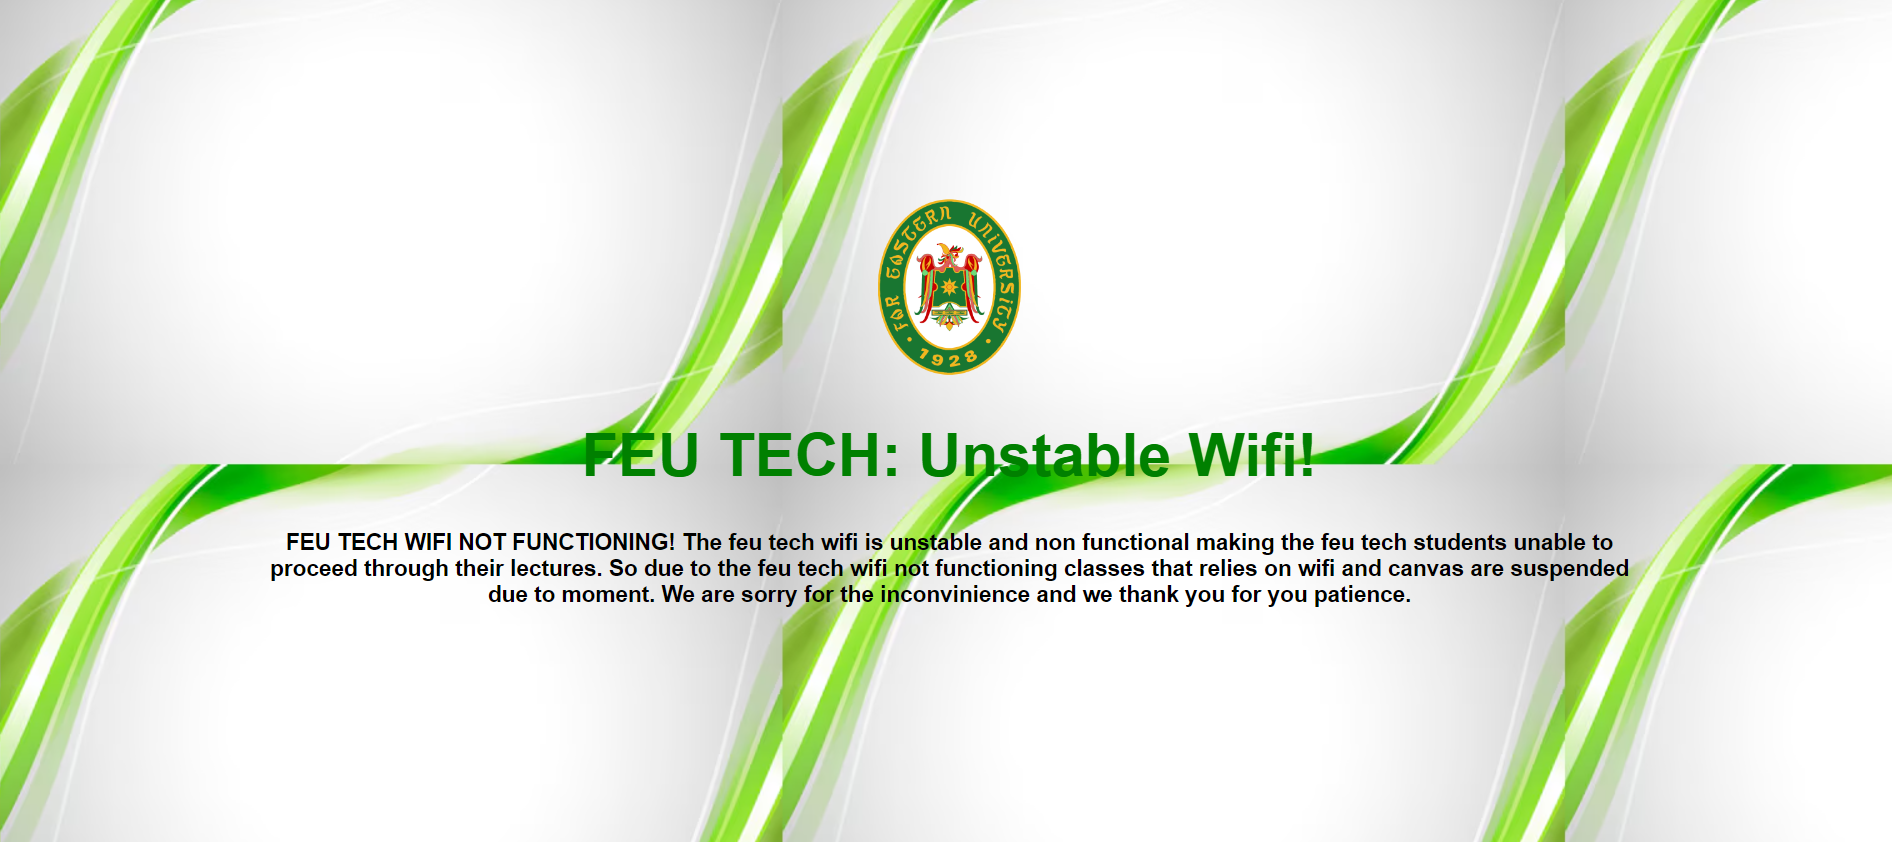 FAR EASTERN UNIVERSITY
• 1928 •
FEU TECH: Unstable Wifi!
FEU TECH WIFI NOT FUNCTIONING! The feu tech wifi is unstable and non functional making the feu tech students unable to
proceed through their lectures. So due to the feu tech wifi not functioning classes that relies on wifi and canvas are suspended
due to moment. We are sorry for the inconvinience and we thank you for you patience.